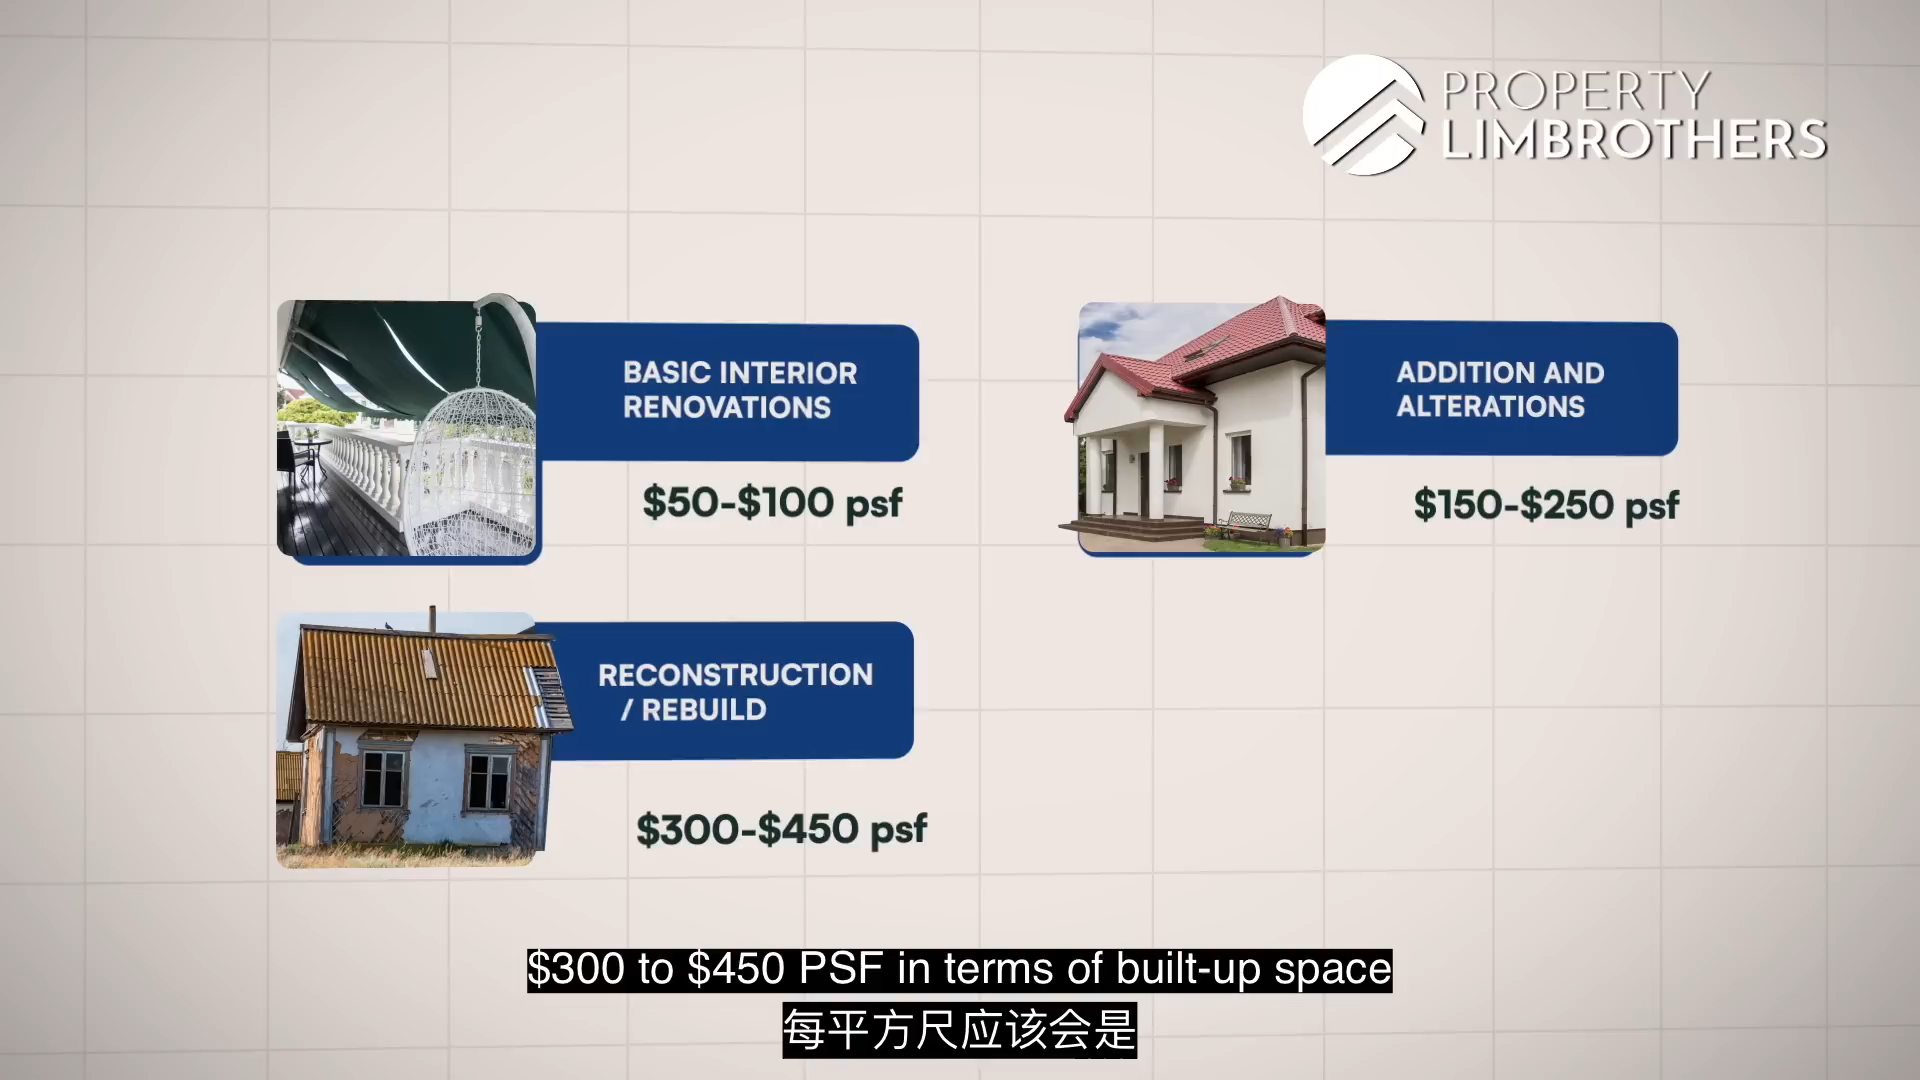 PROPERTY
LIMBROTHERS
BASIC INTERIOR
RENOVATIONS
$50-$100 psf
ADDITION AND
ALTERATIONS
$150-$250 psf
RECONSTRUCTION
/ REBUILD
$300-$450 psf
$300 to $450 PSF in terms of built-up space
每平方尺应该会是